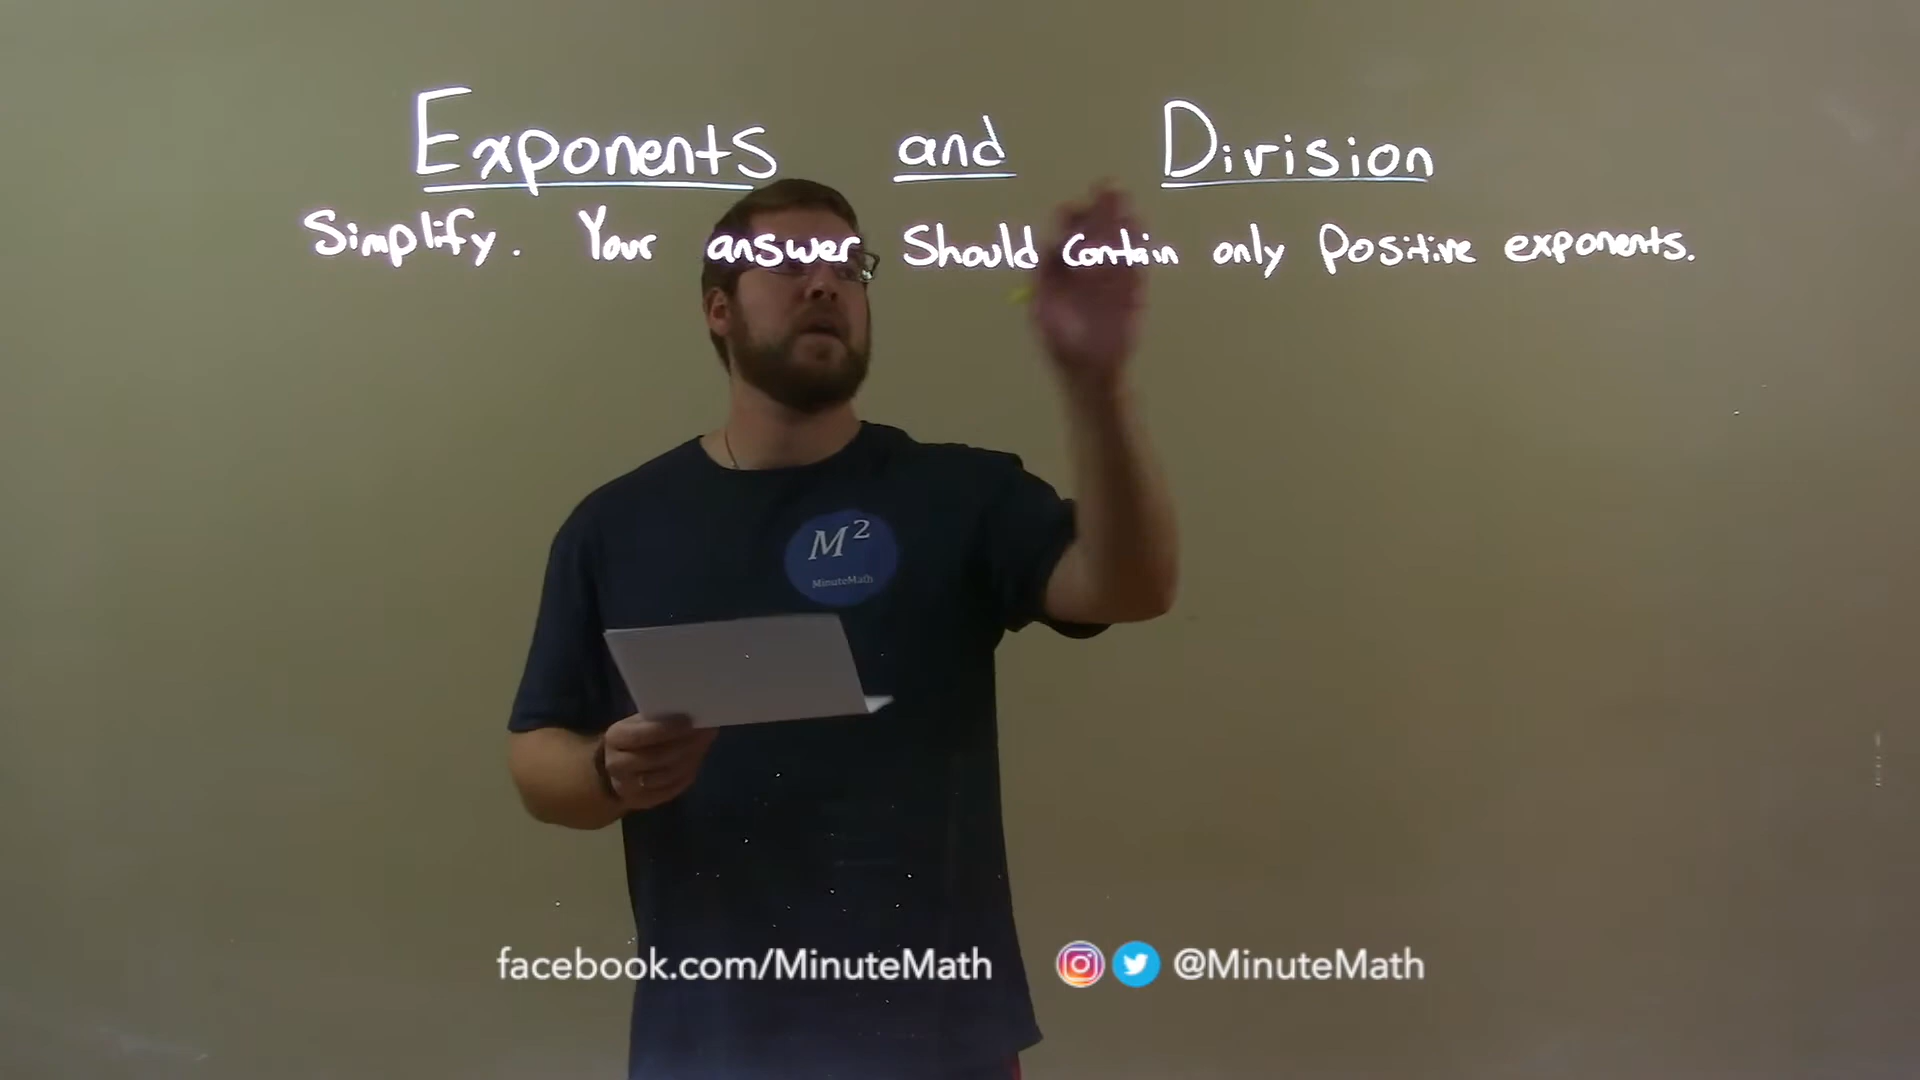 Exponents and Division
Simplify. Your answer should contain only positive exponents.
M²
MinuteMath
facebook.com/MinuteMath @MinuteMath